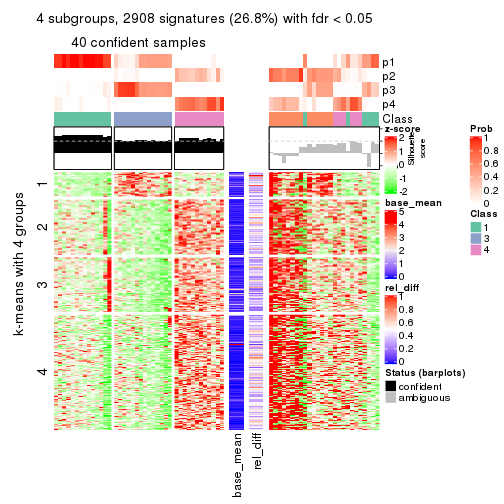 4 subgroups, 2908 signatures (26.8%) with fdr < 0.05
40 confident samples
p1
p2
p3
p4
Class
1
2
3
4
k-means with 4 groups
base_mean
rel_diff
Silhouette
score
z-score
2
1
0
-1
-2
base_mean
5
4
3
2
1
0
rel_diff
1
0.8
0.6
0.4
0.2
0
Status (barplots)
confident
ambiguous
Prob
1
0.8
0.6
0.4
0.2
0
Class
1
3
4